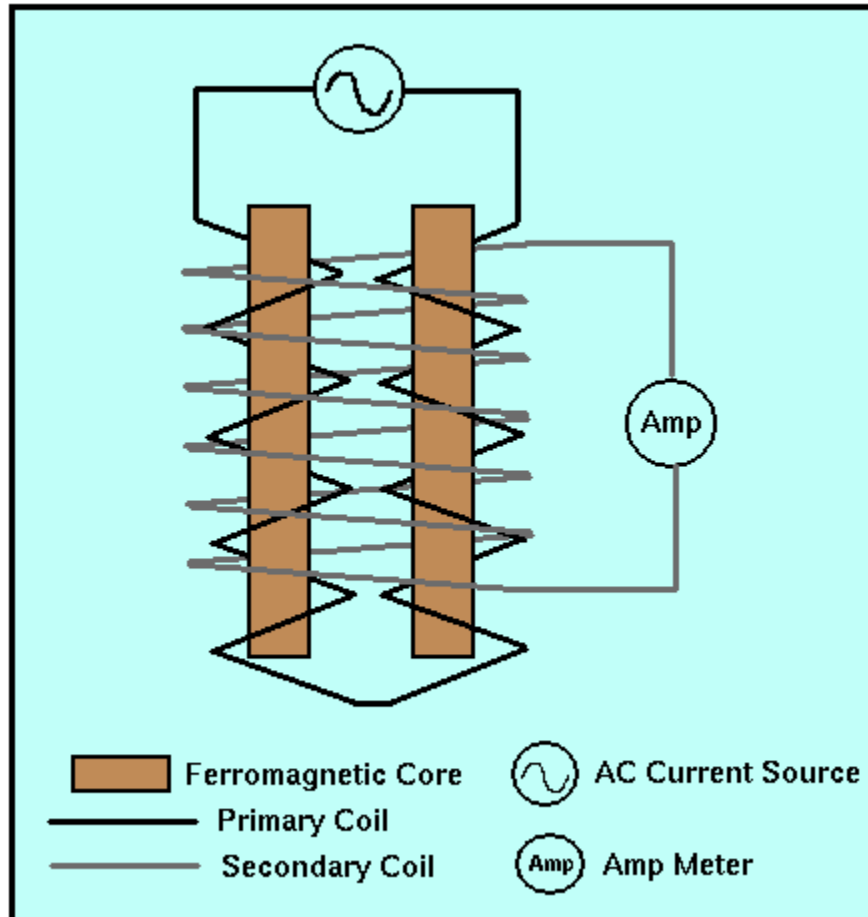 Amp
Ferromagnetic Core
AC Current Source
Primary Coil
Secondary Coil
Amp
Amp Meter